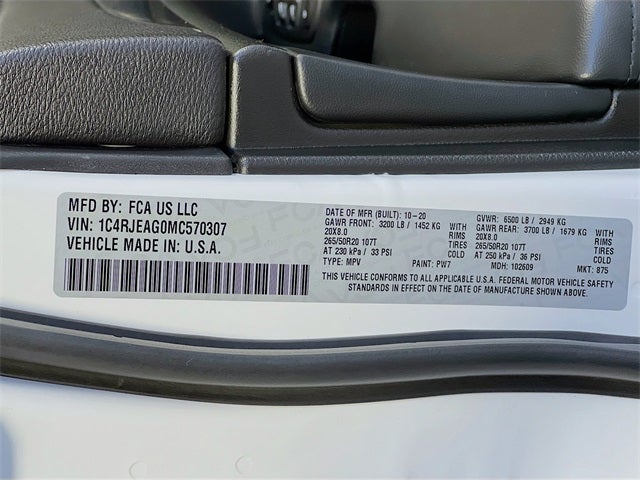 MFD BY: FCA US LLC
VIN: 1C4RJEAG0MC570307
VEHICLE MADE IN: U.S.A.
DATE OF MFR (BUILT): 10-20 GVWR: 6500 LB / 2949 KG
GAWR FRONT: 3200 LB / 1452 KG GAWR REAR: 3700 LB / 1679 KG
20X8.0 RIMS 20X8.0 RIMS
265/50R20 107T TIRES 265/50R20 107T TIRES
AT 230 kPa / 33 PSI COLD AT 250 kPa / 36 PSI COLD
TYPE: MPV PAINT: PW7 MDH: 102609 MKT: 875
THIS VEHICLE CONFORMS TO ALL APPLICABLE U.S.A. FEDERAL MOTOR VEHICLE SAFETY
STANDARDS IN EFFECT ON THE DATE OF MANUFACTURE SHOWN ABOVE.